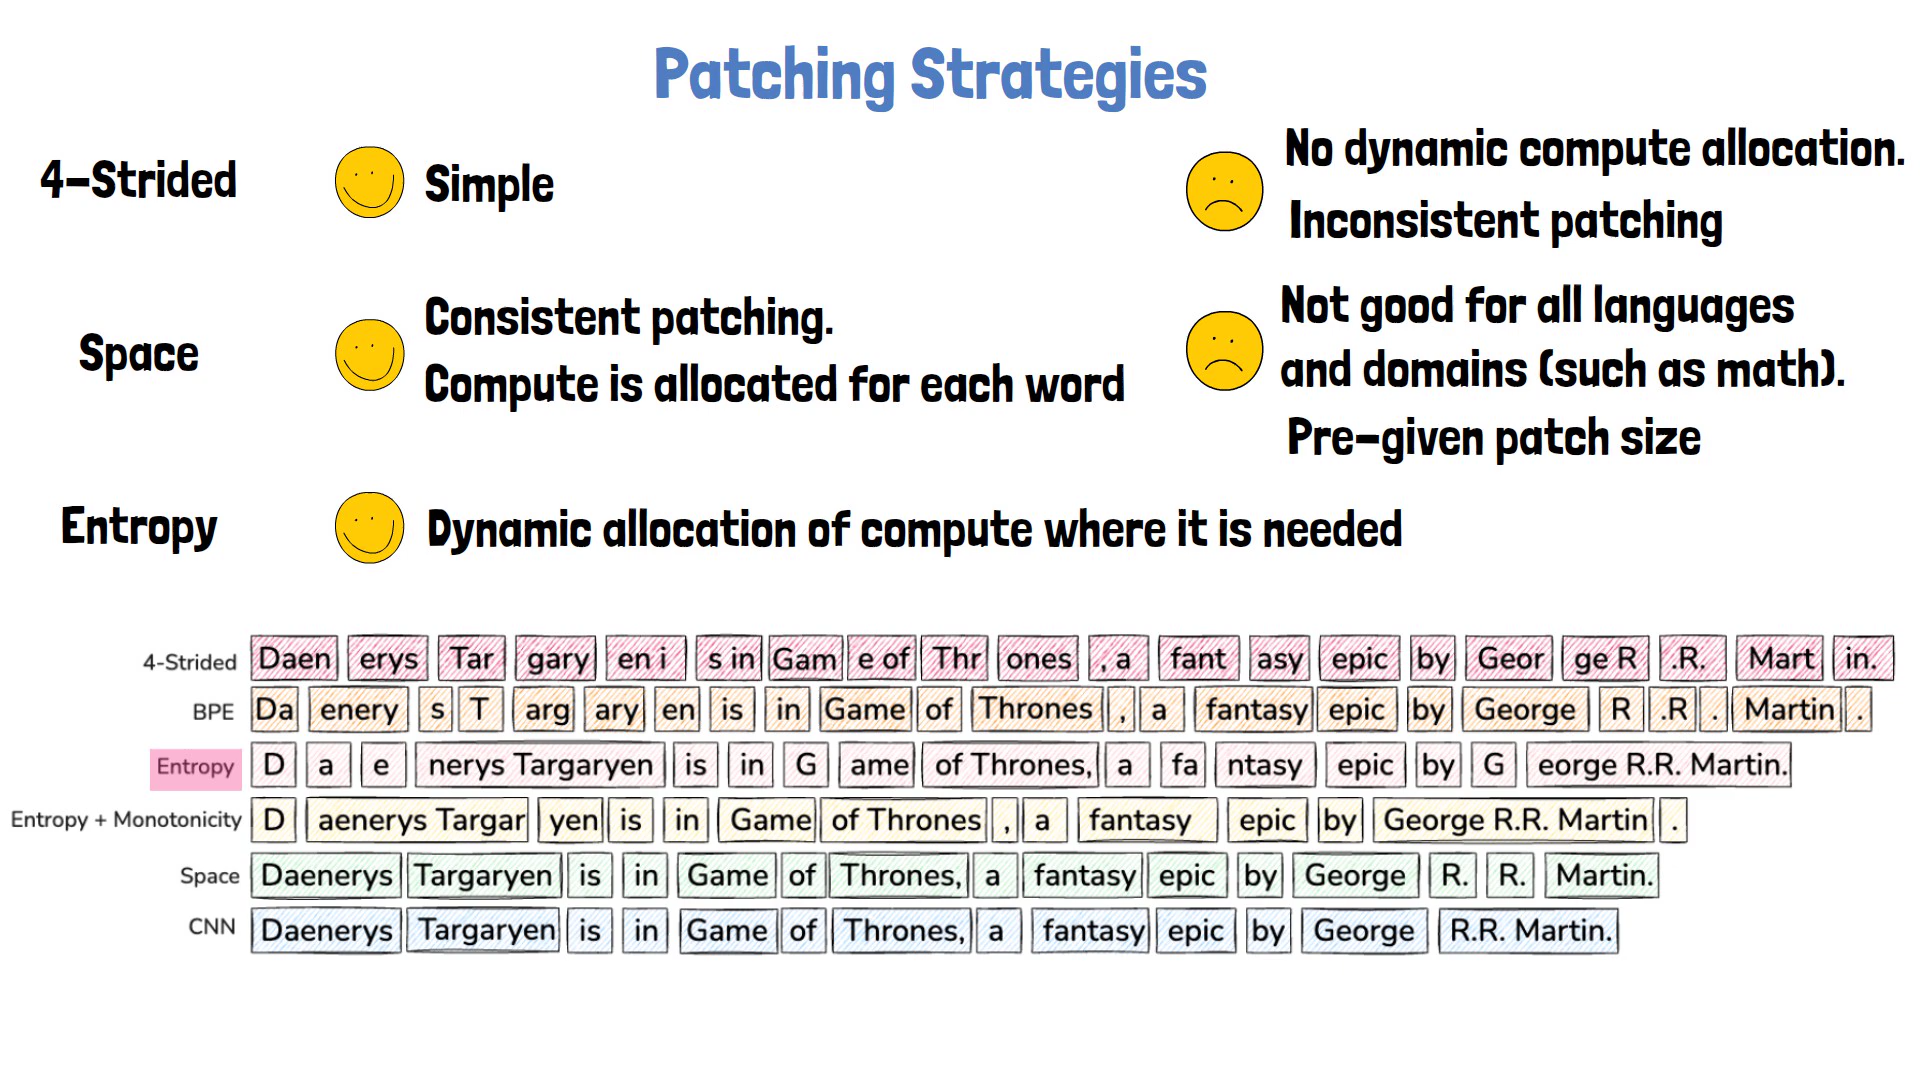 Patching Strategies
4-Strided
Simple
No dynamic compute allocation.
Inconsistent patching
Space
Consistent patching.
Compute is allocated for each word
Not good for all languages
and domains (such as math).
Pre-given patch size
Entropy
Dynamic allocation of compute where it is needed
4-Strided Daen erys Tar gary en i s in Gam e of Thr ones , a fant asy epic by Geor ge R .R. Mart in.
BPE Da enery s T arg ary en is in Game of Thrones , a fantasy epic by George R .R . Martin .
Entropy D a e nerys Targaryen is in G ame of Thrones, a fa ntasy epic by G eorge R.R. Martin.
Entropy + Monotonicity D aenerys Targar yen is in Game of Thrones , a fantasy epic by George R.R. Martin .
Space Daenerys Targaryen is in Game of Thrones, a fantasy epic by George R. R. Martin.
CNN Daenerys Targaryen is in Game of Thrones, a fantasy epic by George R.R. Martin.